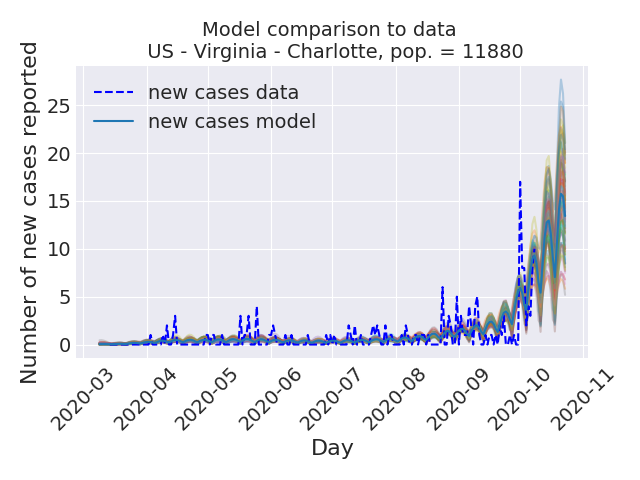 Model comparison to data
US - Virginia - Charlotte, pop. = 11880
Number of new cases reported
25
20
15
10
5
0
new cases data
new cases model
2020-03
2020-04
2020-05
2020-06
2020-07
2020-08
2020-09
2020-10
2020-11
Day